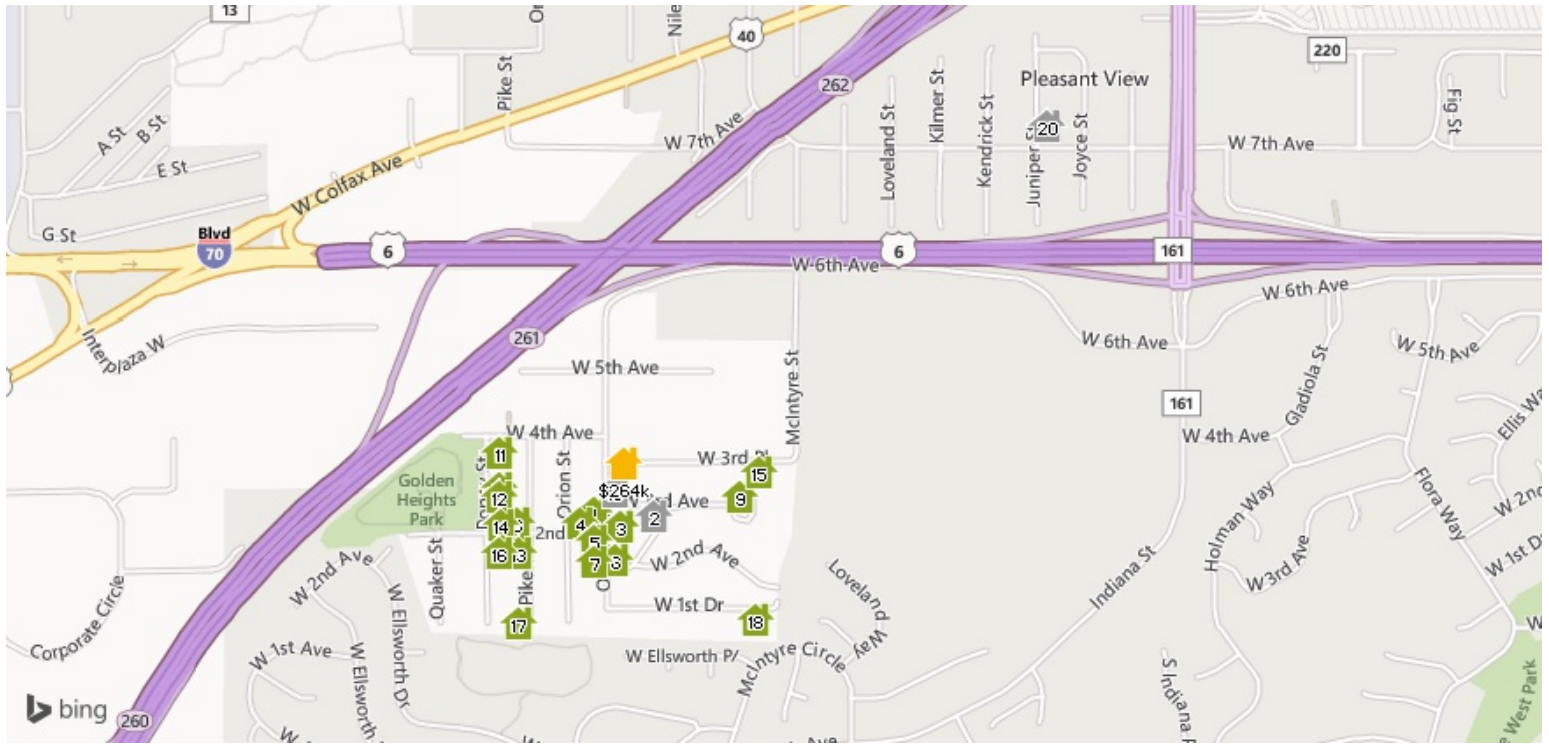 13
40
Pike St
262
220
Pleasant View
A St
B St
E St
W Colfax Ave
W 7th Ave
Loveland St
Kilmer St
Kendrick St
20
Joyce St
W 7th Ave
Fig St
G St
Blvd
70
6
6
161
W 6th Ave
W 6th Ave
Interplaza W
261
W 6th Ave
W 5th Ave
W 5th Ave
McIntyre St
161
Gladiola St
W 4th Ave
W 4th Ave
11
W 3rd Pl
15
Golden
Heights
Park
Orion St
$264k
12
9
2
14
4
3
2nd
5
16
7
W 2nd Ave
W 2nd Ave
Quaker St
Pike
W 1st Dr
18
17
Loveland
Way
Indiana St
Holman Way
W 3rd Ave
Flora Way
W 2nd
W 1st D
Corporate Circle
W 1st Ave
W Ellsworth Dr
W Ellsworth
W Ellsworth Pl
McIntyre Circle
S Indiana
West Park
bing
260